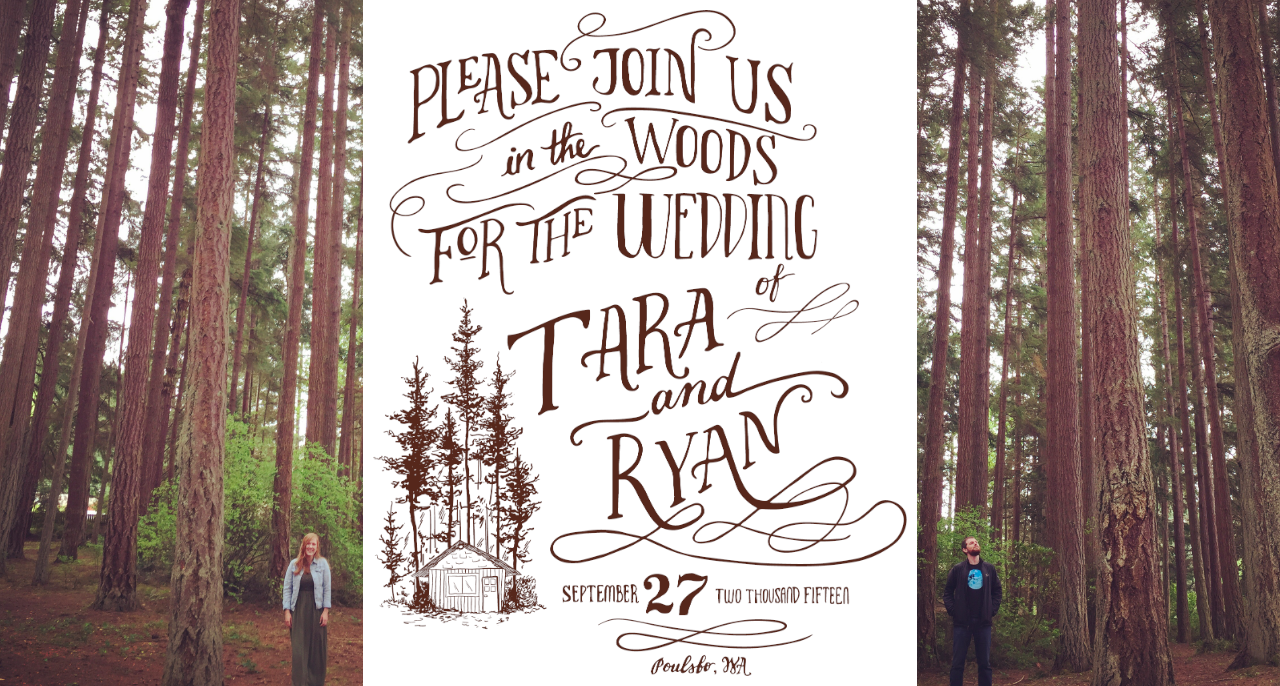 PLEASE JOIN US
in the WOODS
FOR THE WEDDING
of
TARA
and
RYAN
SEPTEMBER 27 TWO THOUSAND FIFTEEN
Poulsbo, WA